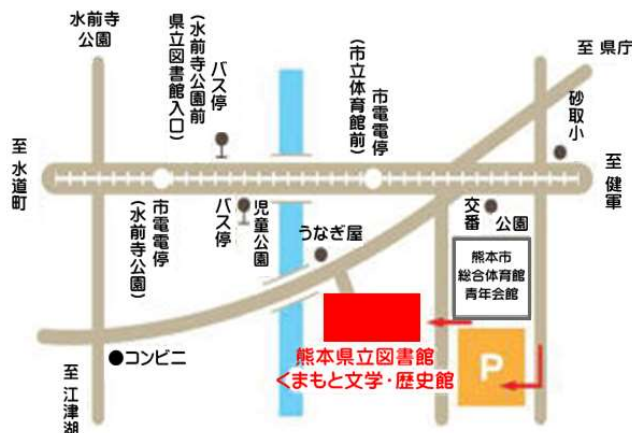 水前寺
公園
バス停
(水前寺公園前
県立図書館入口)
市電電停
(市立体育館前)
至 県庁
砂取小
至 水道町
至 健軍
市電電停
(水前寺公園)
バス停
児童公園
うなぎ屋
交番
公園
熊本市
総合体育館
青年会館
コンビニ
至 江津湖
熊本県立図書館
くまもと文学・歴史館
P